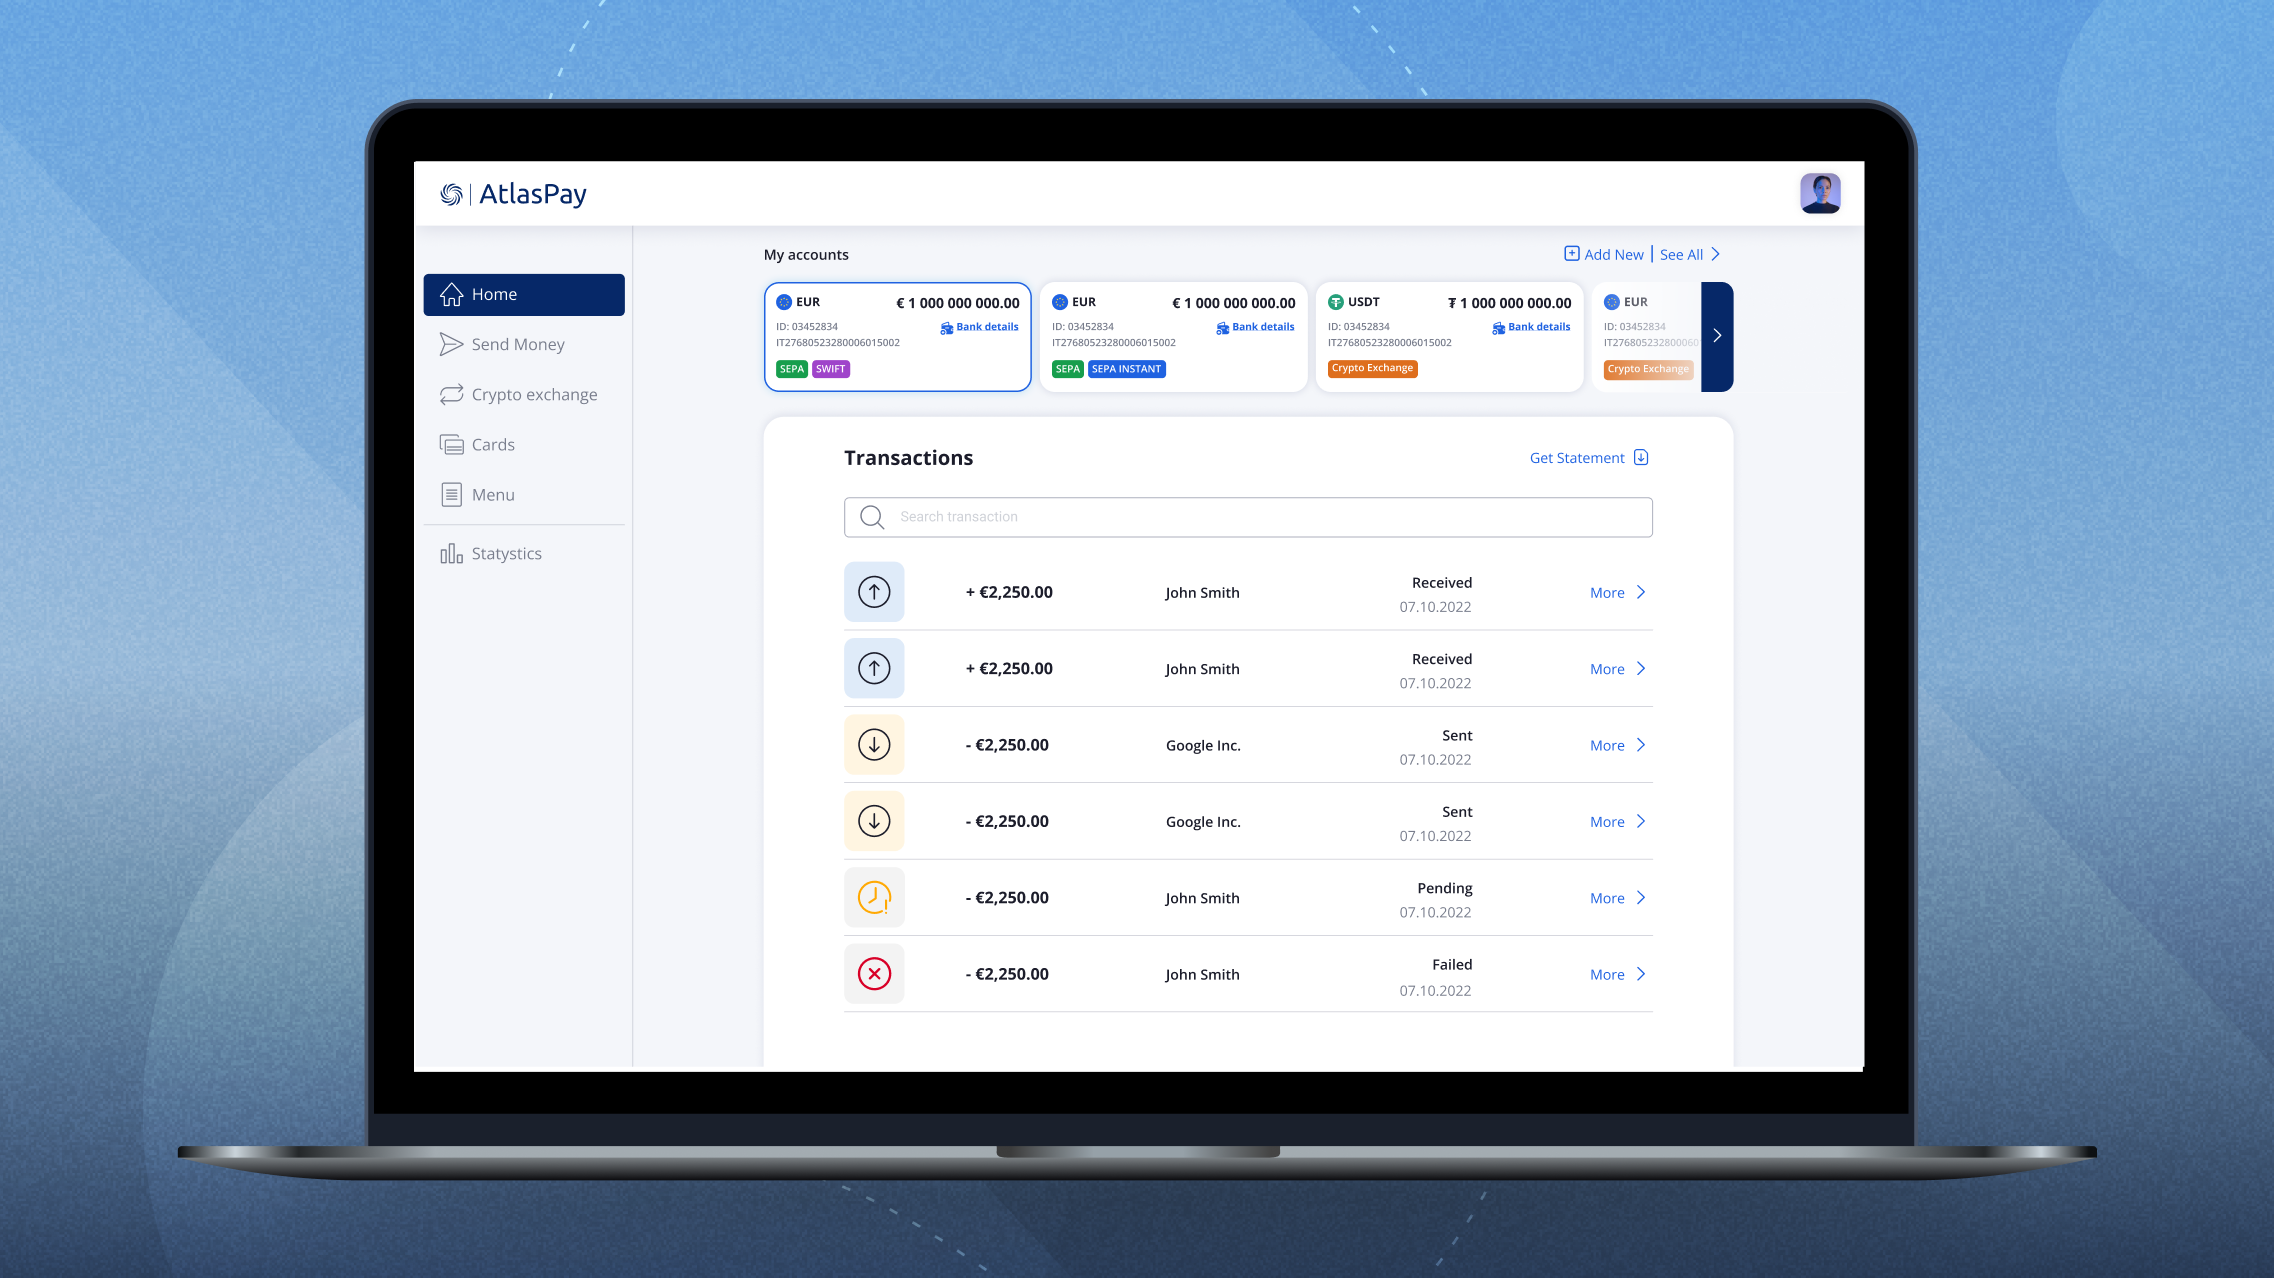 AtlasPay
My accounts
Add New | See All
Home
Send Money
Crypto exchange
Cards
Menu
Statystics
EUR € 1 000 000 000.00
ID: 03452834 Bank details
IT27680523280006015002
SEPA SWIFT
EUR € 1 000 000 000.00
ID: 03452834 Bank details
IT27680523280006015002
SEPA SEPA INSTANT
USDT ₮ 1 000 000 000.00
ID: 03452834 Bank details
IT27680523280006015002
Crypto Exchange
EUR
ID: 03452834
Crypto Exchange
Transactions
Get Statement
Search transaction
+ €2,250.00 John Smith Received More
07.10.2022
+ €2,250.00 John Smith Received More
07.10.2022
- €2,250.00 Google Inc. Sent More
07.10.2022
- €2,250.00 Google Inc. Sent More
07.10.2022
- €2,250.00 John Smith Pending More
07.10.2022
- €2,250.00 John Smith Failed More
07.10.2022